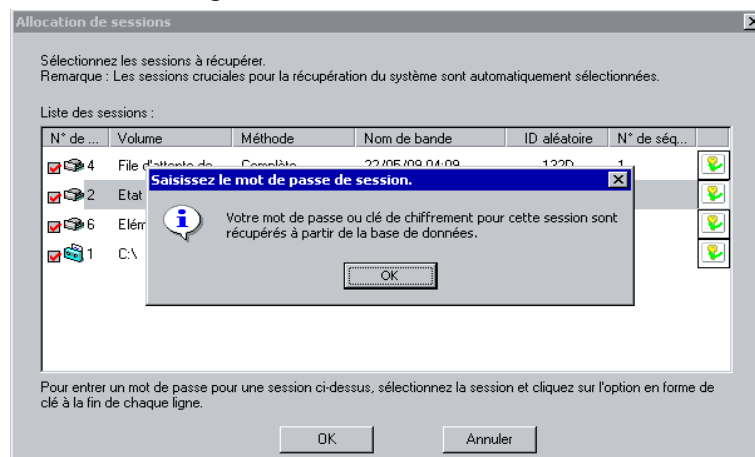 Allocation de sessions
Sélectionnez les sessions à récupérer.
Remarque : Les sessions cruciales pour la récupération du système sont automatiquement sélectionnées.
Liste des sessions :
N° de ... Volume Méthode Nom de bande ID aléatoire N° de séq...
4 File d'attente de Complète 22/05/09 04:09 132D 1
Saisissez le mot de passe de session.
2 Etat
Votre mot de passe ou clé de chiffrement pour cette session sont
récupérés à partir de la base de données.
6 Elém
1 C:\
OK
Pour entrer un mot de passe pour une session ci-dessus, sélectionnez la session et cliquez sur l'option en forme de
clé à la fin de chaque ligne.
OK Annuler